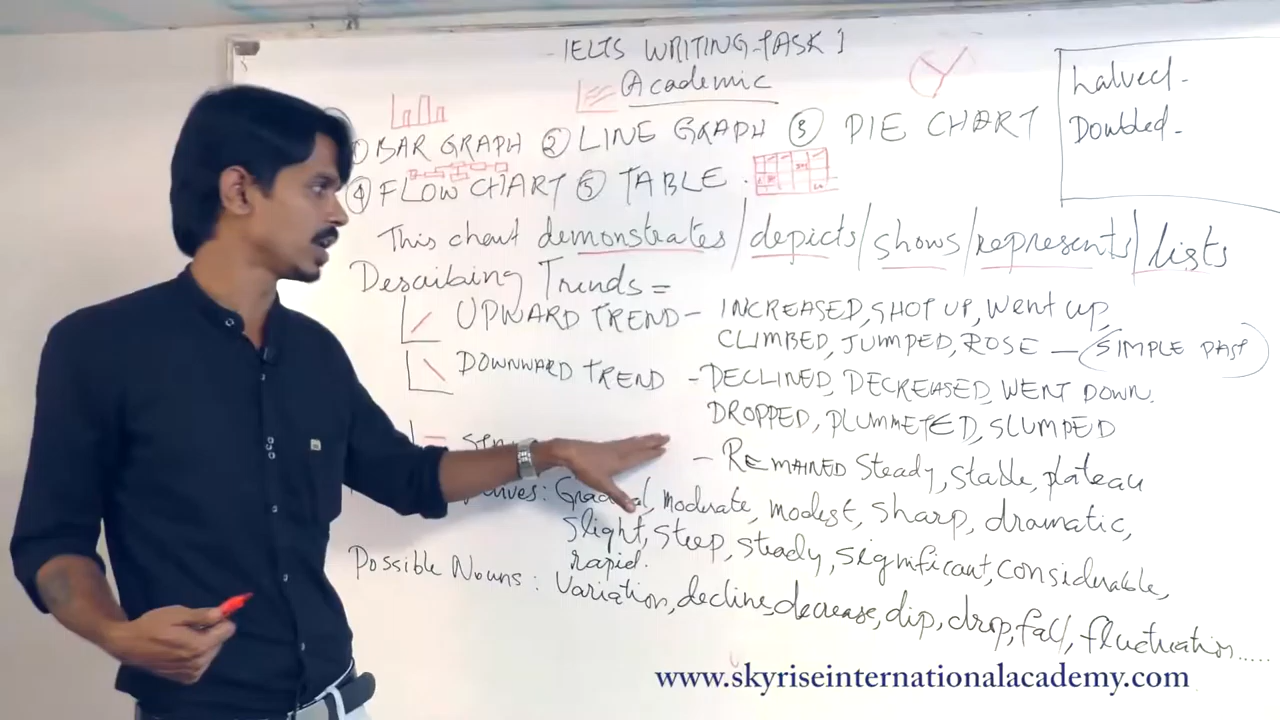 IELTS WRITING TASK 1
Academic
BAR GRAPH ② LINE GRAPH ③ PIE CHART
④ FLOW CHART ⑤ TABLE.
This chart demonstrates/depicts/shows/represents/lists
Describing Trends =
UPWARD TREND – INCREASED, SHOT UP, Went up,
CLIMBED, JUMPED, ROSE – (SIMPLE PAST)
DOWNWARD TREND – DECLINED, DECREASED, WENT DOWN.
DROPPED, PLUMMETED, SLUMPED
– REMAINED Steady, stable, plateau
moderate, modest, sharp, dramatic,
slight, steep, steady, significant, considerable,
rapid.
Possible Nouns: Variation, decline, decrease, dip, drop, fall, fluctuation.....
halved -
Doubled -
www.skyriseinternationalacademy.com